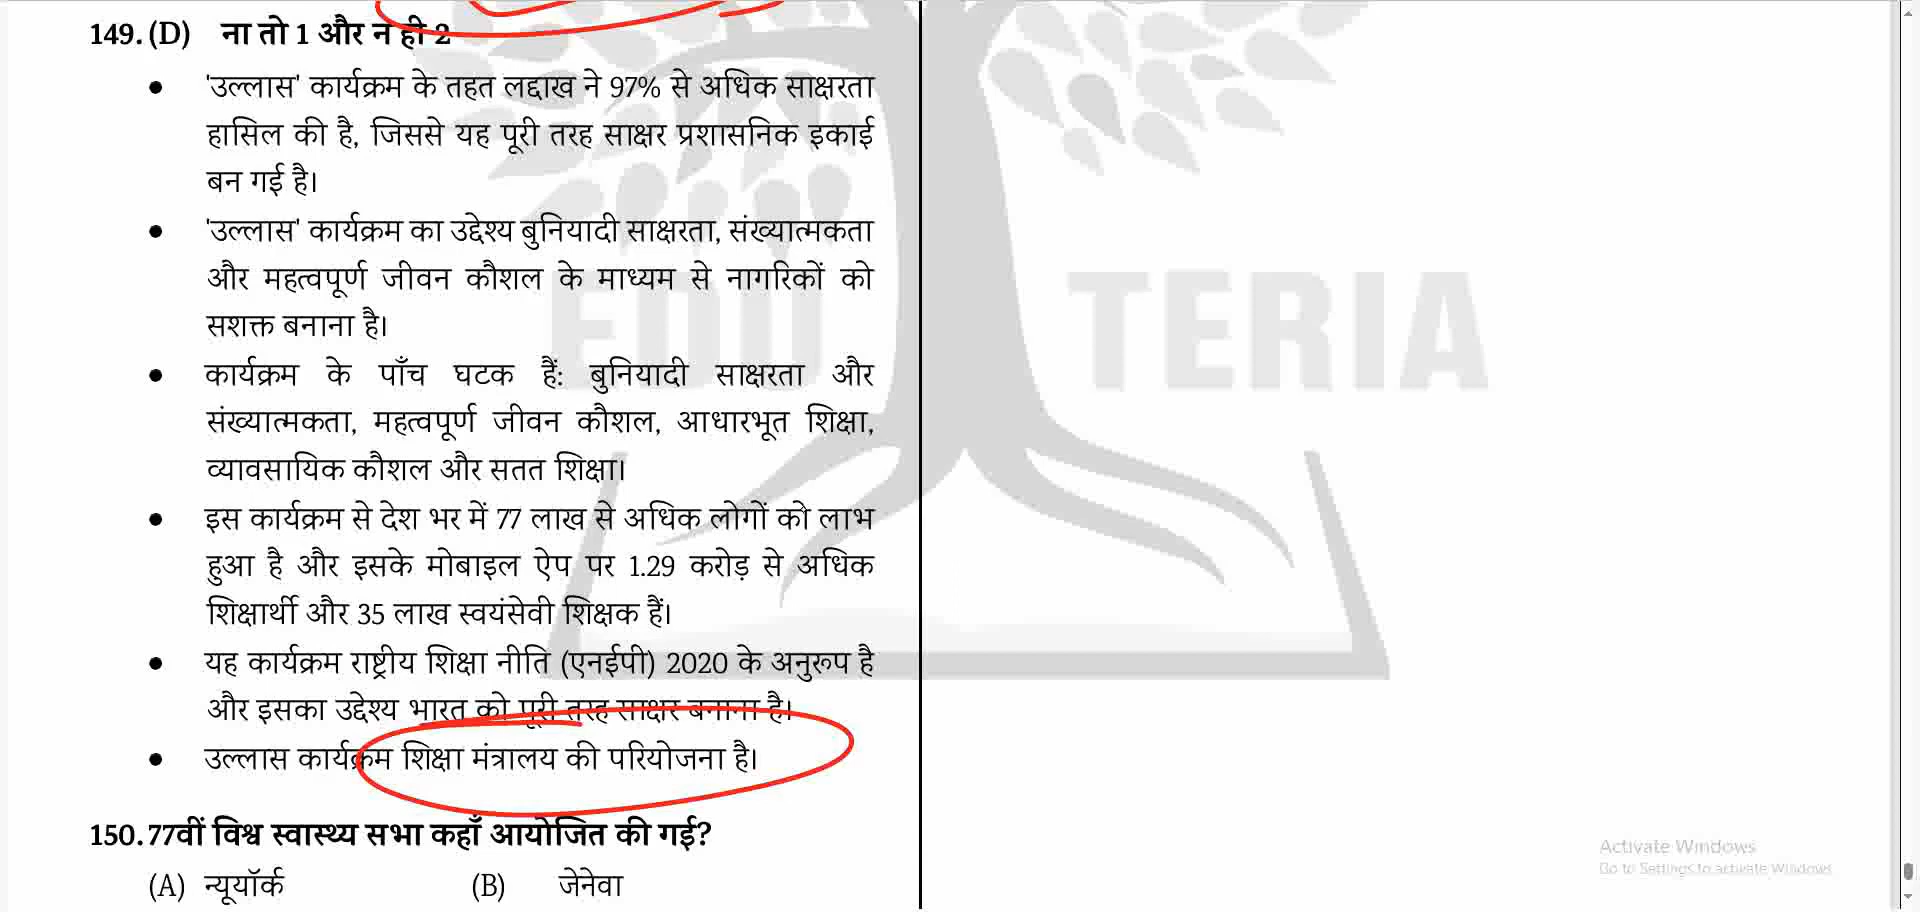 149. (D) ना तो 1 और न ही 2
• 'उल्लास' कार्यक्रम के तहत लद्दाख ने 97% से अधिक साक्षरता
हासिल की है, जिससे यह पूरी तरह साक्षर प्रशासनिक इकाई
बन गई है।
• 'उल्लास' कार्यक्रम का उद्देश्य बुनियादी साक्षरता, संख्यात्मकता
और महत्वपूर्ण जीवन कौशल के माध्यम से नागरिकों को
सशक्त बनाना है।
• कार्यक्रम के पाँच घटक हैं: बुनियादी साक्षरता और
संख्यात्मकता, महत्वपूर्ण जीवन कौशल, आधारभूत शिक्षा,
व्यावसायिक कौशल और सतत शिक्षा।
• इस कार्यक्रम से देश भर में 77 लाख से अधिक लोगों को लाभ
हुआ है और इसके मोबाइल ऐप पर 1.29 करोड़ से अधिक
शिक्षार्थी और 35 लाख स्वयंसेवी शिक्षक हैं।
• यह कार्यक्रम राष्ट्रीय शिक्षा नीति (एनईपी) 2020 के अनुरूप है
और इसका उद्देश्य भारत को पूरी तरह साक्षर बनाना है।
• उल्लास कार्यक्रम शिक्षा मंत्रालय की परियोजना है।
150. 77वीं विश्व स्वास्थ्य सभा कहाँ आयोजित की गई?
(A) न्यूयॉर्क (B) जेनेवा
EDU TERIA
Activate Windows
Go to Settings to activate Windows.